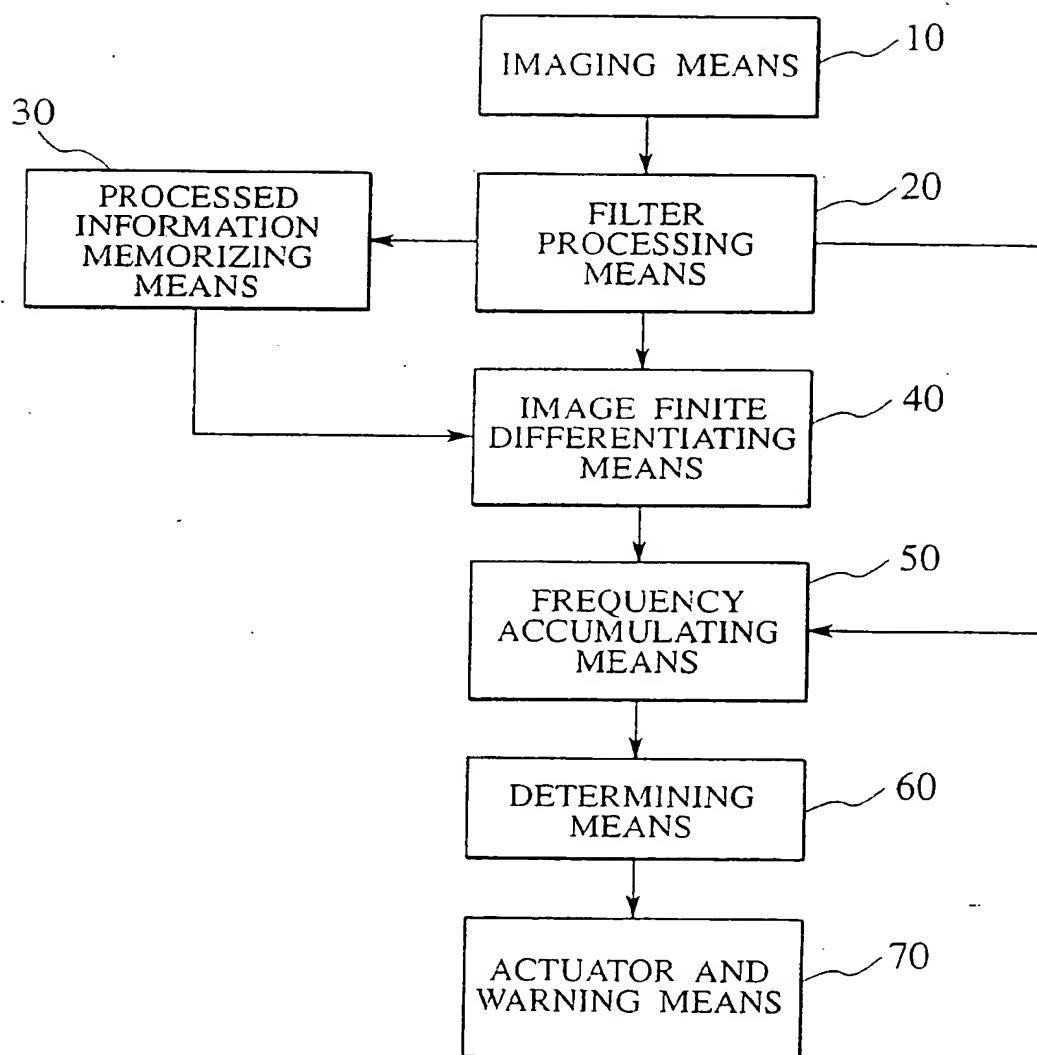 10
IMAGING MEANS
30
PROCESSED
INFORMATION
MEMORIZING
MEANS
20
FILTER
PROCESSING
MEANS
40
IMAGE FINITE
DIFFERENTIATING
MEANS
50
FREQUENCY
ACCUMULATING
MEANS
60
DETERMINING
MEANS
70
ACTUATOR AND
WARNING MEANS